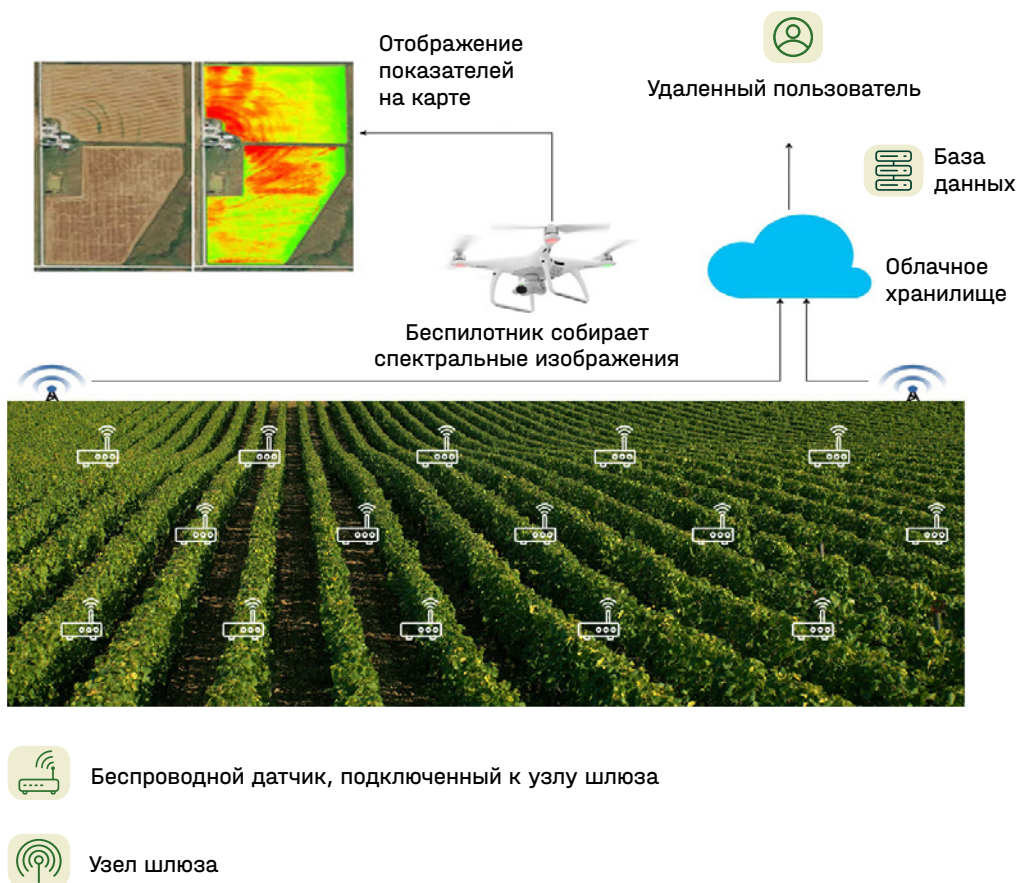 Отображение
показателей
на карте
Удаленный пользователь
База
данных
Облачное
хранилище
Беспилотник собирает
спектральные изображения
Беспроводной датчик, подключенный к узлу шлюза
Узел шлюза